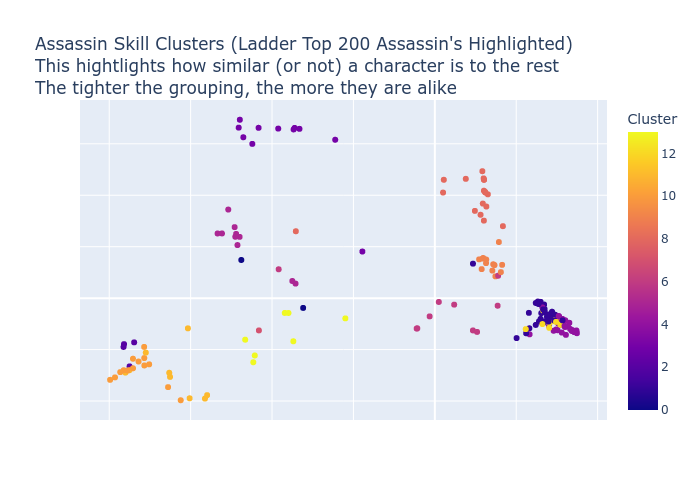 Assassin Skill Clusters (Ladder Top 200 Assassin's Highlighted)
This hightlights how similar (or not) a character is to the rest
The tighter the grouping, the more they are alike
Cluster
12
10
8
6
4
2
0